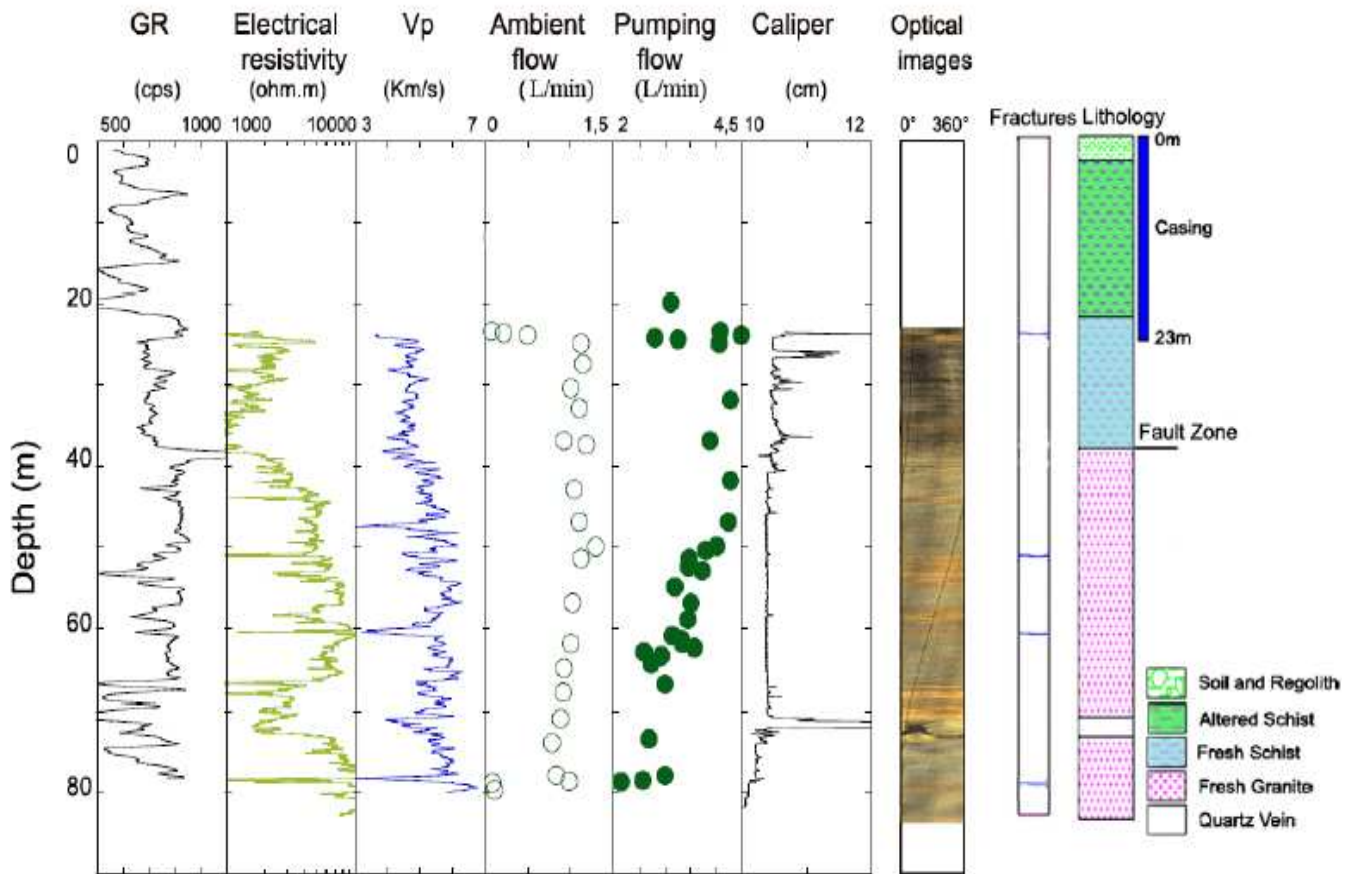 GR Electrical resistivity Vp Ambient flow Pumping flow Caliper Optical images
(cps) (ohm.m) (Km/s) (L/min) (L/min) (cm)
500 1000 1000 10000 3 7 0 1,5 2 4,5 10 12 0° 360°
Fractures Lithology
0
20
40
60
80
Depth (m)
0m
Casing
23m
Fault Zone
Soil and Regolith
Altered Schist
Fresh Schist
Fresh Granite
Quartz Vein